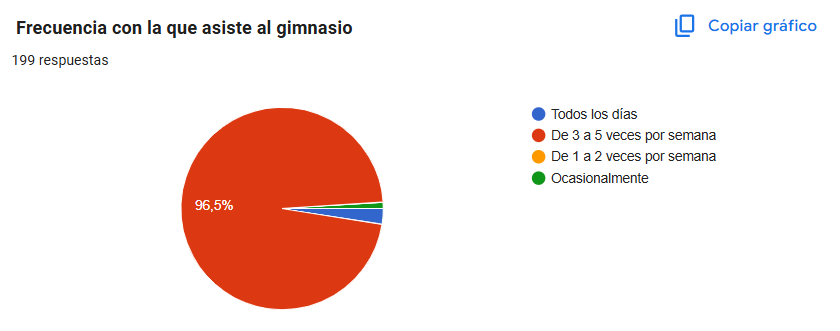 Frecuencia con la que asiste al gimnasio
Copiar gráfico
199 respuestas
96,5%
Todos los días
De 3 a 5 veces por semana
De 1 a 2 veces por semana
Ocasionalmente